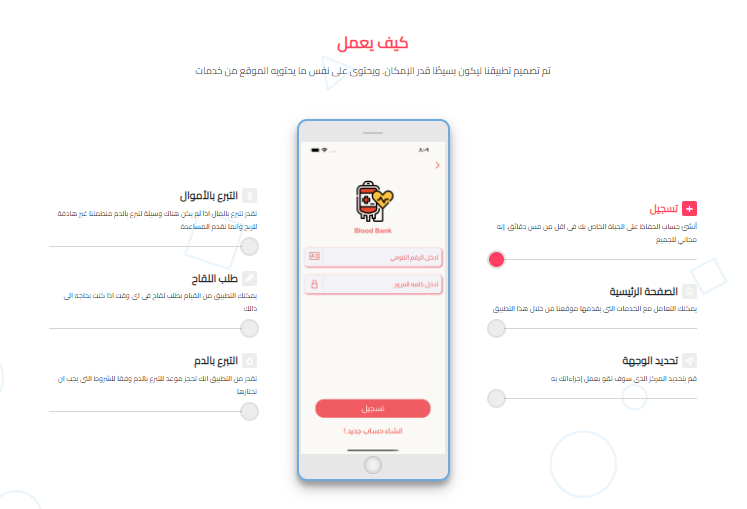 كيف يعمل
تم تصميم تطبيقنا ليكون بسيطًا قدر الإمكان. ويحتوى على نفس ما يحتويه الموقع من خدمات
تسجيل
أنشئ حساب الحفاظ على الحياة الخاص بك فى اقل من مس دقائق. إنه
مجاني للجميع
الصفحة الرئيسية
يمكنك التعامل مع الخدمات التى يقدمها موقعنا من خلال هذا التطبيق
تحديد الوجهة
قم بتحديد المركز الذى سوف تقو بعمل إجراءاتك به
Blood Bank
ادخل الرقم القومي
ادخل كلمه المرور
تسجيل
انشاء حساب جديد.!
التبرع بالأموال
تقدر تتبرع بالمال اذا لم يكن هناك وسيلة لتبرع بالدم منظمتنا غير هادفة
للربح وانما تقدم المساعدة
طلب اللقاح
يمكنك التطبيق من القيام بطلب لقاح فى اى وقت اذا كنت بحاجه الى
ذالك
التبرع بالدم
تقدر من التطبيق انك تحجز موعد للتبرع بالدم وفقا للشروط التى يجب ان
تجتازها